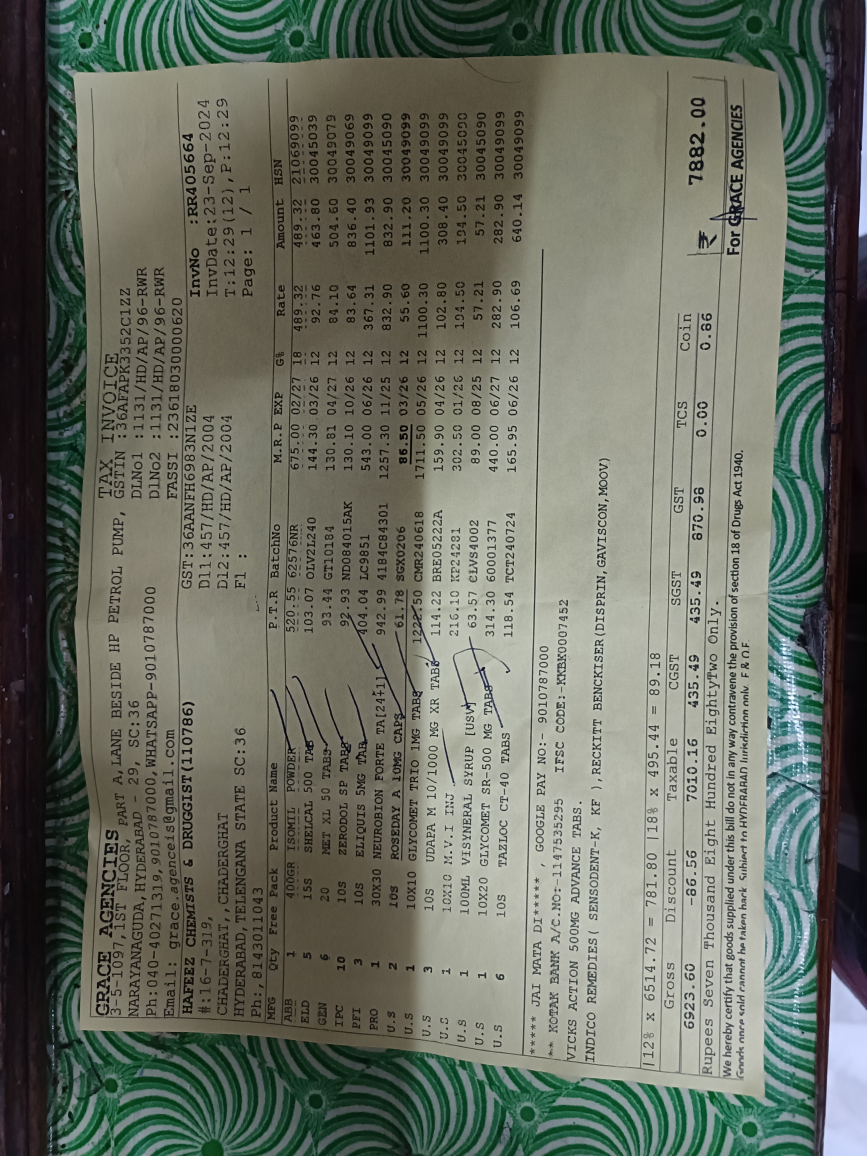 GRACE AGENCIES
3-5-1097,1ST FLOOR,PART A,LANE BESIDE HP PETROL PUMP,
NARAYANAGUDA,HYDERABAD - 29, SC:36
Ph:040-40271319,9010787000,WHATSAPP-9010787000
Email: grace.agenceis@gmail.com
TAX INVOICE
GSTIN :36AFAPK3352C1ZZ
DLNo1 :1131/HD/AP/96-RWR
DLNo2 :1131/HD/AP/96-RWR
FASSI :23618030000620
HAFEEZ CHEMISTS & DRUGGIST(110786)
#:16-7-319,
CHADERGHAT,,CHADERGHAT
HYDERABAD,TELENGANA STATE SC:36
Ph:,8143011043
GST:36AANFH6983N1ZE
Dl1:457/HD/AP/2004
Dl2:457/HD/AP/2004
Fl :
InvNo :RR405664
InvDate:23-Sep-2024
T:12:29(12),P:12:29
Page: 1 / 1
MFG Qty Free Pack Product Name P.T.R BatchNo M.R.P EXP G% Rate Amount HSN
ABB 1 400GR ISOMIL POWDER 520.55 62576NR 675.00 02/27 18 489.32 489.32 21069099
ELD 5 15S SHELCAL 500 TAB 103.07 OLV2L240 144.30 03/26 12 92.76 463.80 30045039
GEN 6 20 MET XL 50 TABS 93.44 GT10184 130.81 04/27 12 84.10 504.60 30049079
IPC 10 10S ZERODOL SP TABS 92.93 ND084015AK 130.10 10/26 12 83.64 836.40 30049069
PFI 3 10S ELIQUIS 5MG TAB 404.04 LC9851 543.00 06/26 12 367.31 1101.93 30049099
PRO 1 30X30 NEUROBION FORTE TA[24+1] 942.99 4184C84301 1257.30 11/25 12 832.90 832.90 30045090
U.S 2 10S ROSEDAY A 10MG CAPS 61.78 SGX0206 86.50 03/26 12 55.60 111.20 30049099
U.S 1 10X10 GLYCOMET TRIO 1MG TABS 1222.50 CMR240618 1711.50 05/26 12 1100.30 1100.30 30049099
U.S 3 10S UDAPA M 10/1000 MG XR TABS 114.22 BRE05222A 159.90 04/26 12 102.80 308.40 30049099
U.S 1 10X10 M.V.I INJ 216.10 KP24281 302.50 01/26 12 194.50 194.50 30045090
U.S 1 100ML VISYNERAL SYRUP [USV] 63.57 CLVS4002 89.00 08/25 12 57.21 57.21 30045090
U.S 1 10X20 GLYCOMET SR-500 MG TABS 314.30 60001377 440.00 06/27 12 282.90 282.90 30049099
U.S 6 10S TAZLOC CT-40 TABS 118.54 TCT240724 165.95 06/26 12 106.69 640.14 30049099
***** JAI MATA DI***** , GOOGLE PAY NO:- 9010787000
** KOTAK BANK A/C.NO:-1147535295 IFSC CODE:-KKBK0007452
VICKS ACTION 500MG ADVANCE TABS.
INDICO REMEDIES( SENSODENT-K, KF ),RECKITT BENCKISER(DISPRIN,GAVISCON,MOOV)
|12% x 6514.72 = 781.80 |18% x 495.44 = 89.18
Gross Discount Taxable CGST SGST GST TCS Coin
6923.60 -86.56 7010.16 435.49 435.49 870.98 0.00 0.86
₹ 7882.00
Rupees Seven Thousand Eight Hundred EightyTwo Only.
We hereby certify that goods supplied under this bill do not in any way contravene the provision of section 18 of Drugs Act 1940.
Goods once sold cannot be taken back. Subject to HYDERABAD Jurisdiction only. E & O.E
For GRACE AGENCIES